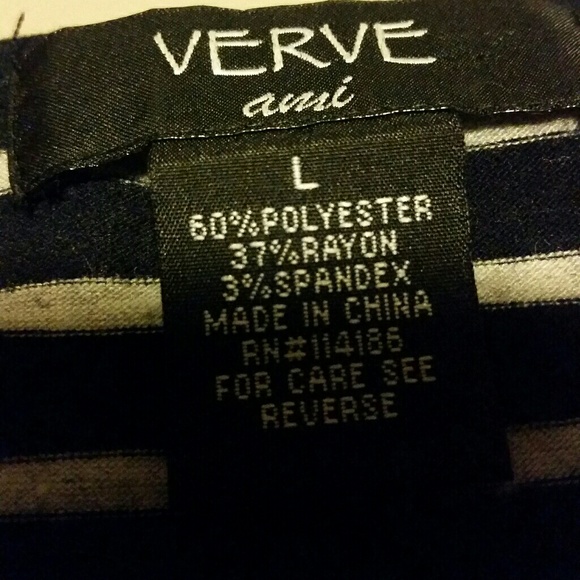 VERVE
ami
L
60%POLYESTER
37%RAYON
3%SPANDEX
MADE IN CHINA
RN#114186
FOR CARE SEE
REVERSE